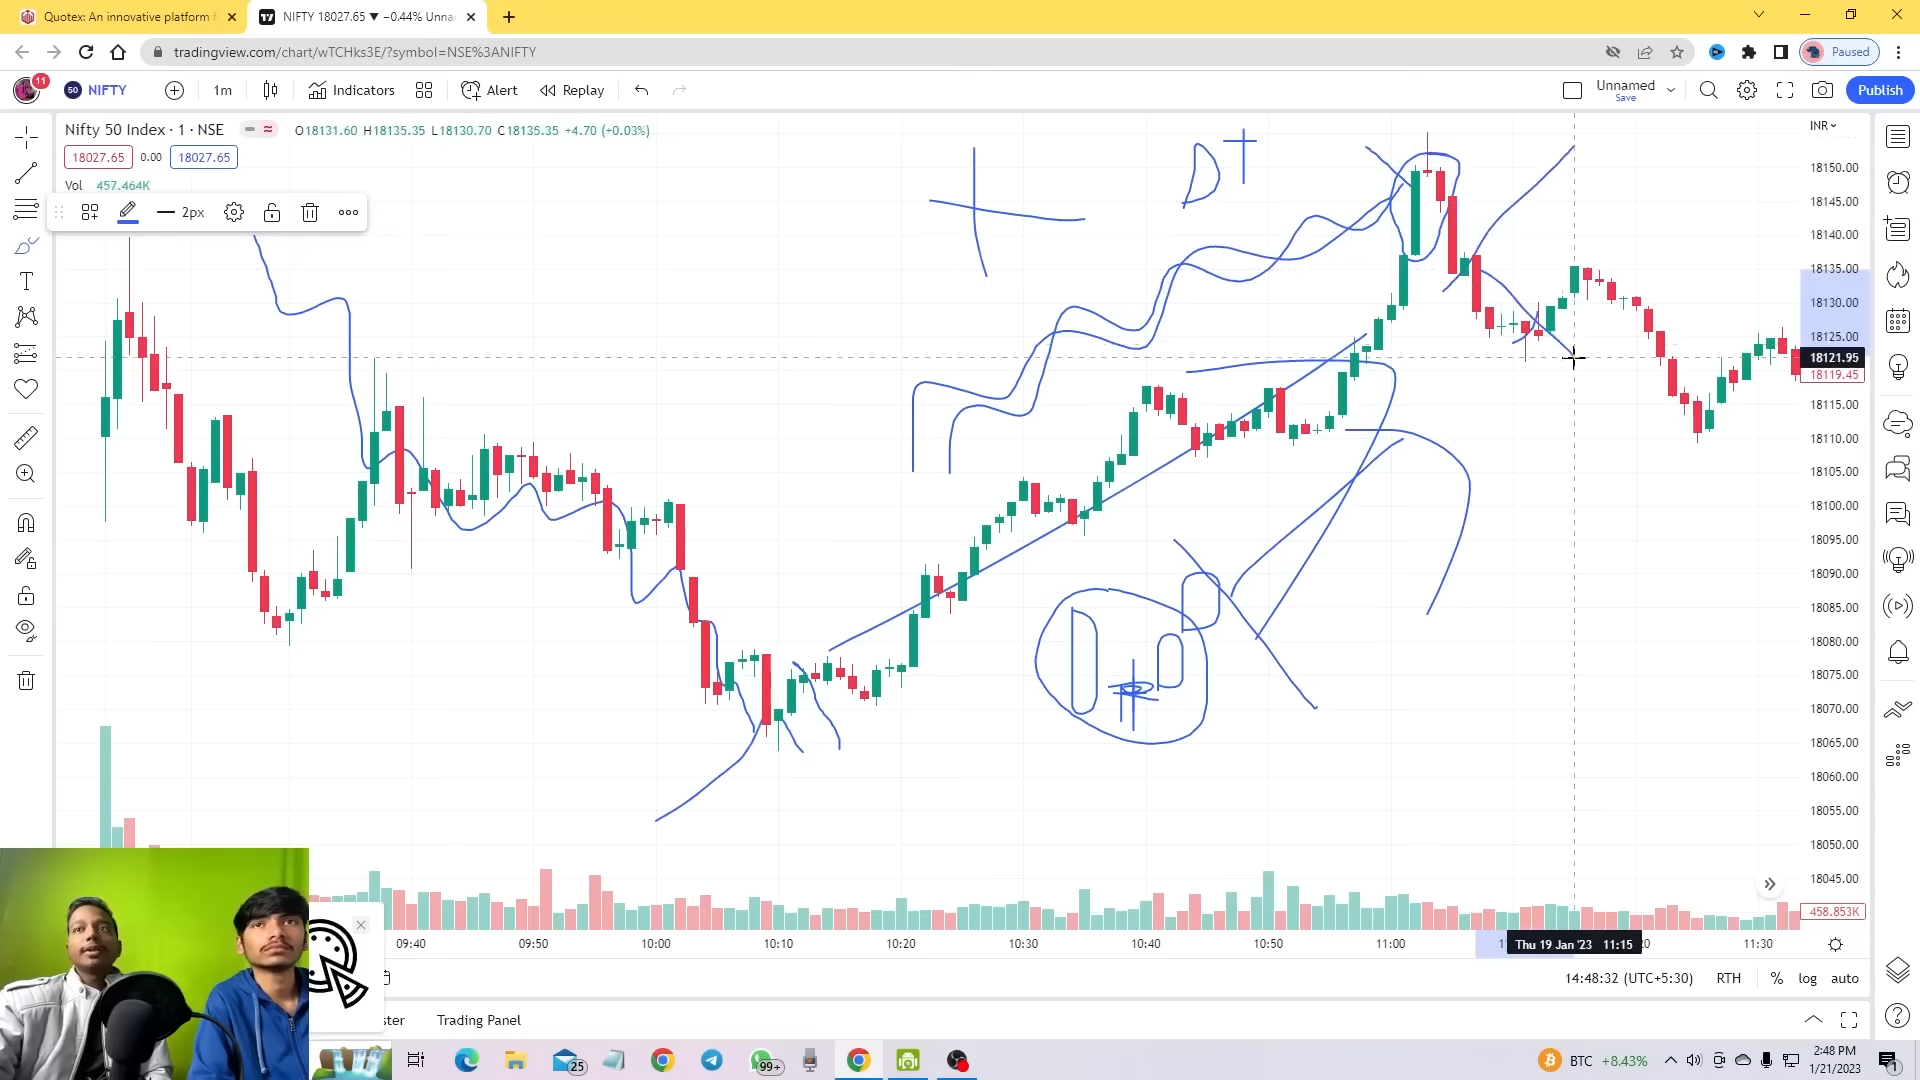 Quotex: An innovative platform f
NIFTY 18027.65 ▼ −0.44% Unna
tradingview.com/chart/wTCHks3E/?symbol=NSE%3ANIFTY
Paused
11
50 NIFTY
1m
Indicators
Alert
Replay
Unnamed
Save
Publish
Nifty 50 Index · 1 · NSE
O18131.60 H18135.35 L18130.70 C18135.35 +4.70 (+0.03%)
INR
18027.65 0.00 18027.65
Vol 457.464K
2px
DT
18150.00
18145.00
18140.00
18135.00
18130.00
18125.00
18121.95
18119.45
18115.00
18110.00
18105.00
18100.00
18095.00
18090.00
18085.00
18080.00
18075.00
18070.00
18065.00
18060.00
18055.00
18050.00
18045.00
458.853K
09:40 09:50 10:00 10:10 10:20 10:30 10:40 10:50 11:00 Thu 19 Jan '23 11:15 11:30
14:48:32 (UTC+5:30) RTH % log auto
ster Trading Panel
25
99+
BTC +8.43%
2:48 PM
1/21/2023
1